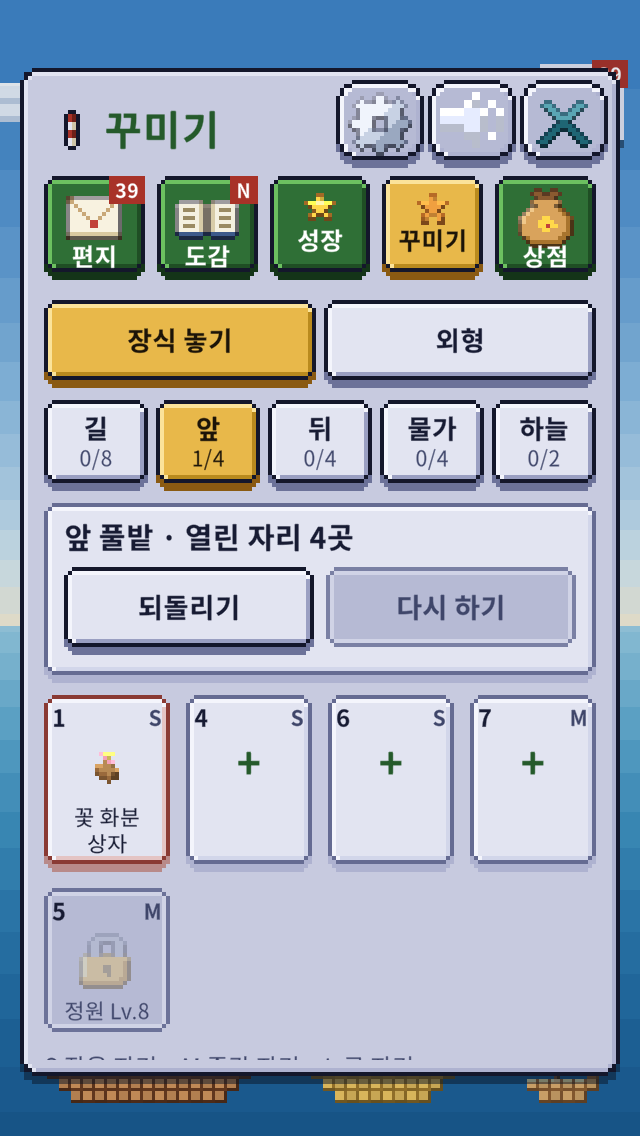 꾸미기
39
N
편지
도감
성장
꾸미기
상점
장식 놓기
외형
길
앞
뒤
물가
하늘
0/8
1/4
0/4
0/4
0/2
앞 풀밭 · 열린 자리 4곳
되돌리기
다시 하기
1 S
4 S
6 S
7 M
+
+
+
꽃 화분
상자
5 M
정원 Lv.8